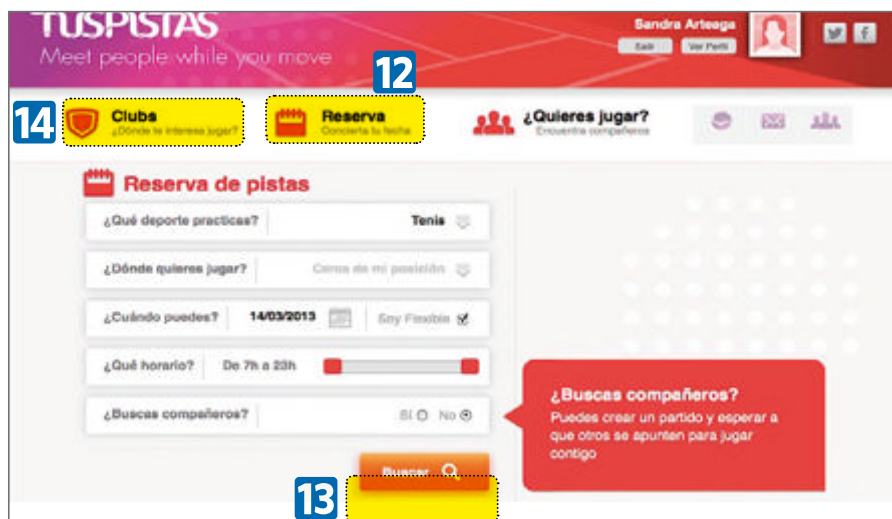 TUSPISTAS
Meet people while you move
Sandra Arteaga
Salir Ver Perfil
12
14
Clubs
¿Dónde te interesa jugar?
Reserva
Concierta tu fecha
¿Quieres jugar?
Encuentra compañeros
Reserva de pistas
¿Qué deporte practicas? Tenis
¿Dónde quieres jugar? Cerca de mi posición
¿Cuándo puedes? 14/03/2013 Soy Flexible
¿Qué horario? De 7h a 23h
¿Buscas compañeros? Sí No
¿Buscas compañeros?
Puedes crear un partido y esperar a
que otros se apunten para jugar
contigo
Buscar
13